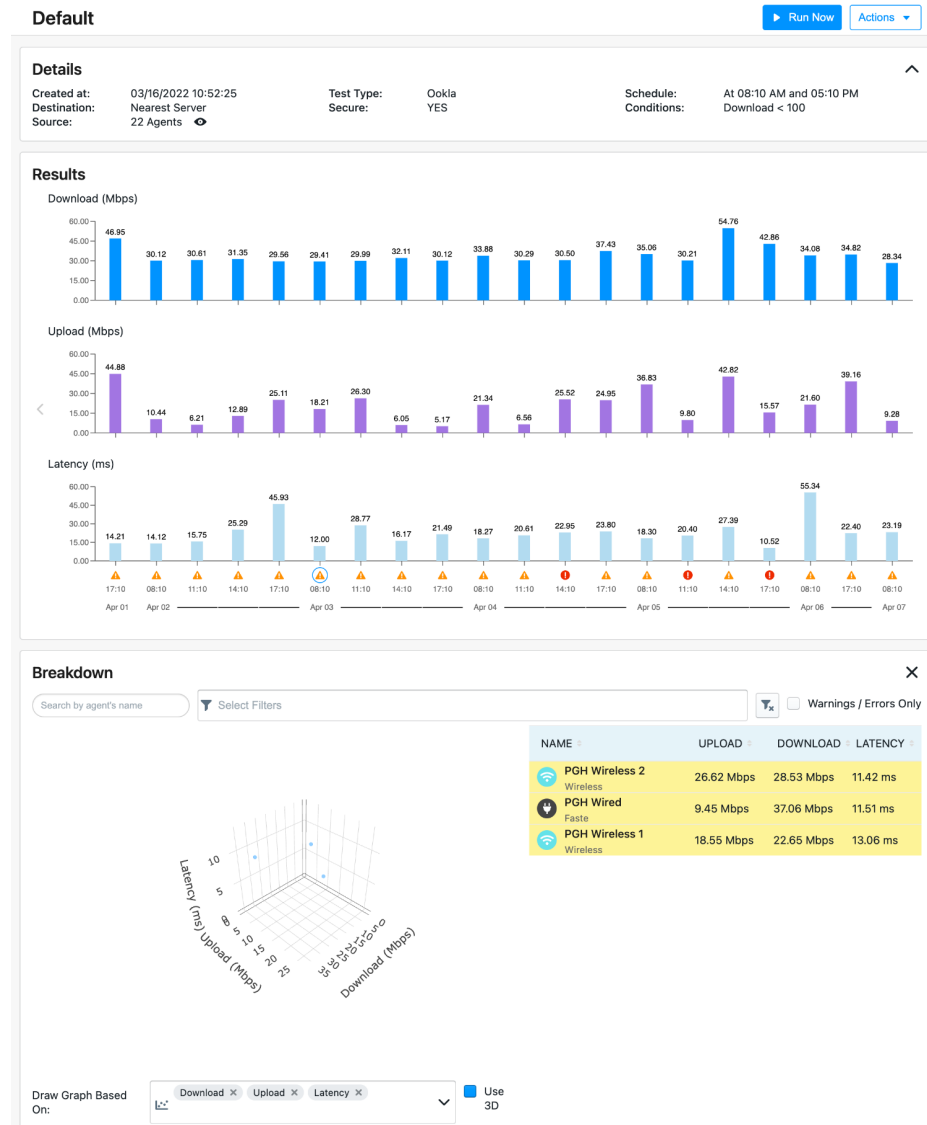 Default
Run Now
Actions
Details
Created at: 03/16/2022 10:52:25 Test Type: Ookla Schedule: At 08:10 AM and 05:10 PM
Destination: Nearest Server Secure: YES Conditions: Download < 100
Source: 22 Agents
Results
Download (Mbps)
60.00
45.00
30.00
15.00
0.00
46.95 30.12 30.61 31.35 29.56 29.41 29.99 32.11 30.12 33.88 30.29 30.50 37.43 35.06 30.21 54.76 42.86 34.08 34.82 28.34
Upload (Mbps)
60.00
45.00
30.00
15.00
0.00
44.88 10.44 6.21 12.89 25.11 18.21 26.30 6.05 5.17 21.34 6.56 25.52 24.95 36.83 9.80 42.82 15.57 21.60 39.16 9.28
Latency (ms)
60.00
45.00
30.00
15.00
0.00
14.21 14.12 15.75 25.29 45.93 12.00 28.77 16.17 21.49 18.27 20.61 22.95 23.80 18.30 20.40 27.39 10.52 55.34 22.40 23.19
17:10 08:10 11:10 14:10 17:10 08:10 11:10 14:10 17:10 08:10 11:10 14:10 17:10 08:10 11:10 14:10 17:10 08:10 17:10 08:10
Apr 01 Apr 02 Apr 03 Apr 04 Apr 05 Apr 06 Apr 07
Breakdown
Search by agent's name
Select Filters
Warnings / Errors Only
NAME UPLOAD DOWNLOAD LATENCY
PGH Wireless 2 26.62 Mbps 28.53 Mbps 11.42 ms
Wireless
PGH Wired 9.45 Mbps 37.06 Mbps 11.51 ms
Faste
PGH Wireless 1 18.55 Mbps 22.65 Mbps 13.06 ms
Wireless
Latency (ms)
10
5
Upload (Mbps)
5
10
15
20
25
Download (Mbps)
35
30
25
20
15
10
5
0
Draw Graph Based On:
Download Upload Latency
Use 3D